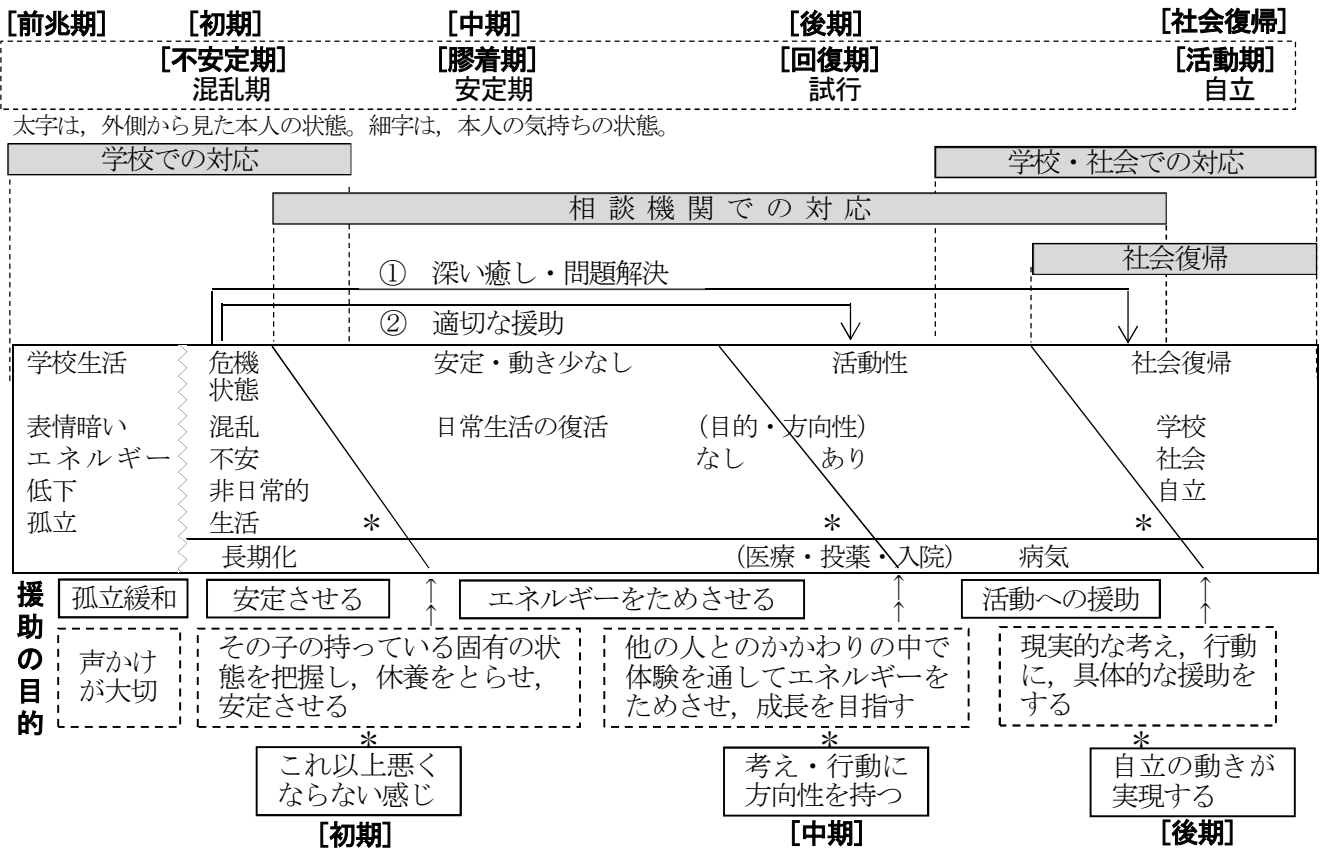 ［前兆期］ ［初期］ ［中期］ ［後期］ ［社会復帰］
［不安定期］ ［膠着期］ ［回復期］ ［活動期］
混乱期 安定期 試行 自立
太字は，外側から見た本人の状態。細字は，本人の気持ちの状態。
学校での対応 学校・社会での対応
相談機関での対応
社会復帰
① 深い癒し・問題解決
② 適切な援助
学校生活 危機 安定・動き少なし 活動性 社会復帰
状態
表情暗い 混乱 日常生活の復活 （目的・方向性） 学校
エネルギー 不安 なし あり 社会
低下 非日常的 自立
孤立 生活 ＊ ＊ ＊
長期化 （医療・投薬・入院） 病気
援助の目的
孤立緩和 安定させる ↑ エネルギーをためさせる ↑ 活動への援助 ↑
声かけ
が大切
その子の持っている固有の状
態を把握し，休養をとらせ，
安定させる
他の人とのかかわりの中で
体験を通してエネルギーを
ためさせ，成長を目指す
現実的な考え，行動
に，具体的な援助を
する
＊ ＊ ＊
これ以上悪く
ならない感じ
考え・行動に
方向性を持つ
自立の動きが
実現する
［初期］ ［中期］ ［後期］